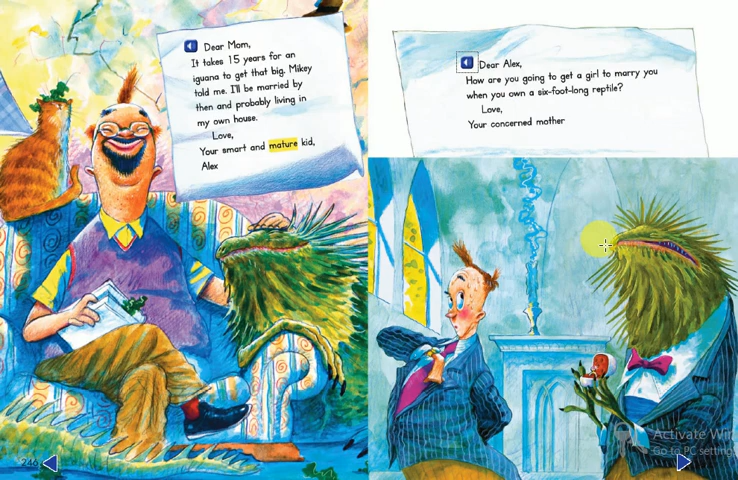 Dear Mom,
It takes 15 years for an
iguana to get that big. Mikey
told me. I'll be married by
then and probably living in
my own house.
Love,
Your smart and mature kid,
Alex
Dear Alex,
How are you going to get a girl to marry you
when you own a six-foot-long reptile?
Love,
Your concerned mother
246
Activate Win
Go to PC setting